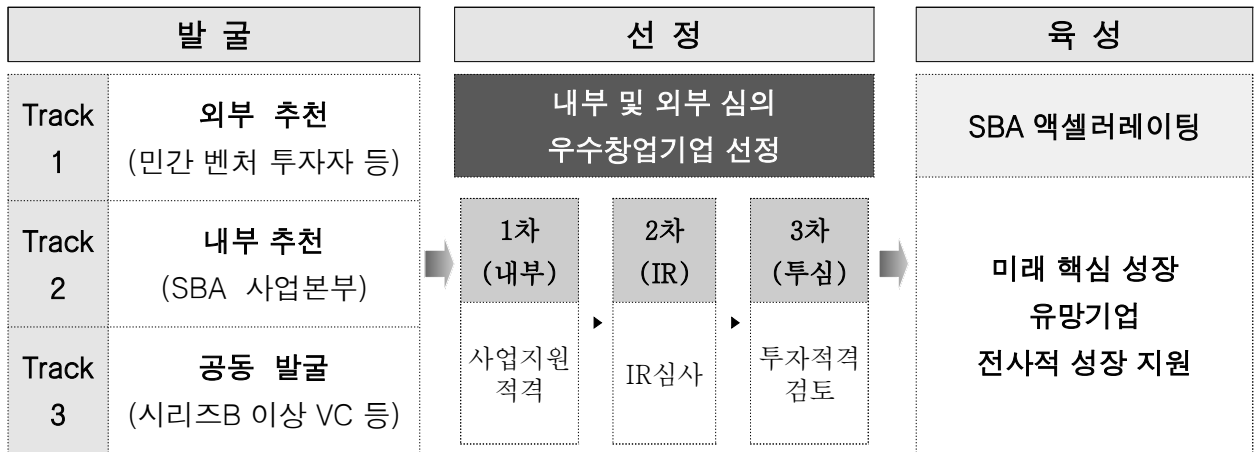 발 굴
선 정
육 성
Track
1
외부 추천
(민간 벤처 투자자 등)
Track
2
내부 추천
(SBA 사업본부)
Track
3
공동 발굴
(시리즈B 이상 VC 등)
내부 및 외부 심의
우수창업기업 선정
1차
(내부)
사업지원
적격
2차
(IR)
IR심사
3차
(투심)
투자적격
검토
SBA 액셀러레이팅
미래 핵심 성장
유망기업
전사적 성장 지원